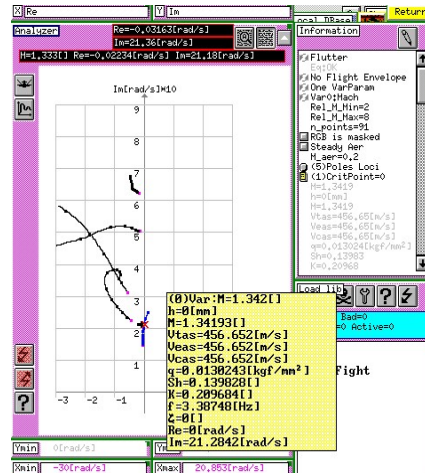 X Re
Y Im
Return
ocal DBase
Analyzer
Re=-0.03163[rad/s]
Im=21.36[rad/s]
M=1.333[] Re=-0.02234[rad/s] Im=21.18[rad/s]
Information
Flutter
Eq:OK
No Flight Envelope
One VarParam
Var0:Mach
Rel_M_Min=2
Rel_M_Max=8
n_points=91
RGB is masked
Steady Aer
M_aer=0.2
(5)Poles Loci
(1)CritPoint=0
M=1.3419
h=0[mm]
M=1.3419
Vtas=456.65[m/s]
Veas=456.65[m/s]
Vcas=456.65[m/s]
q=0.013024[kgf/mm²]
Sh=0.13983
K=0.20968
Im[rad/s]*10
9
8
7
6
5
4
3
2
1
-3 -2 -1
Load lib
Bad=0
=0 Active=0
Fight
(0)Var:M=1.342[]
h=0[mm]
M=1.34193[]
Vtas=456.652[m/s]
Veas=456.652[m/s]
Vcas=456.652[m/s]
q=0.0130243[kgf/mm²]
Sh=0.139828[]
K=0.209684[]
f=3.38748[Hz]
ζ=0[]
Re=0[rad/s]
Im=21.2842[rad/s]
?
?
Ymin 0[rad/s]
Xmin -30[rad/s] Xmax 20.853[rad/s]